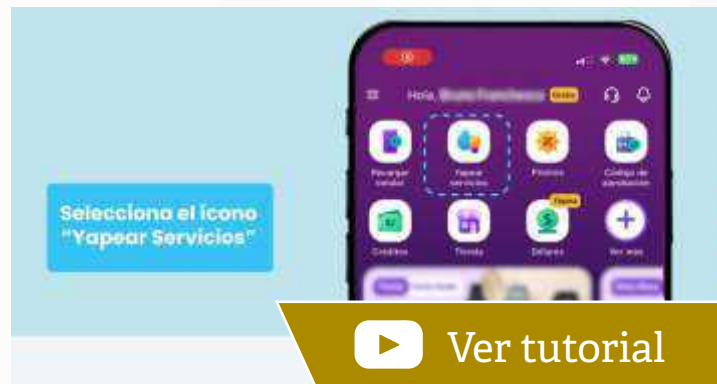 Hola,
Selecciona el icono
"Yapear Servicios"
Recargar
celular
Yapear
servicios
Promos
Código de
aprobación
Créditos
Tienda
Dólares
Ver más
Ver tutorial